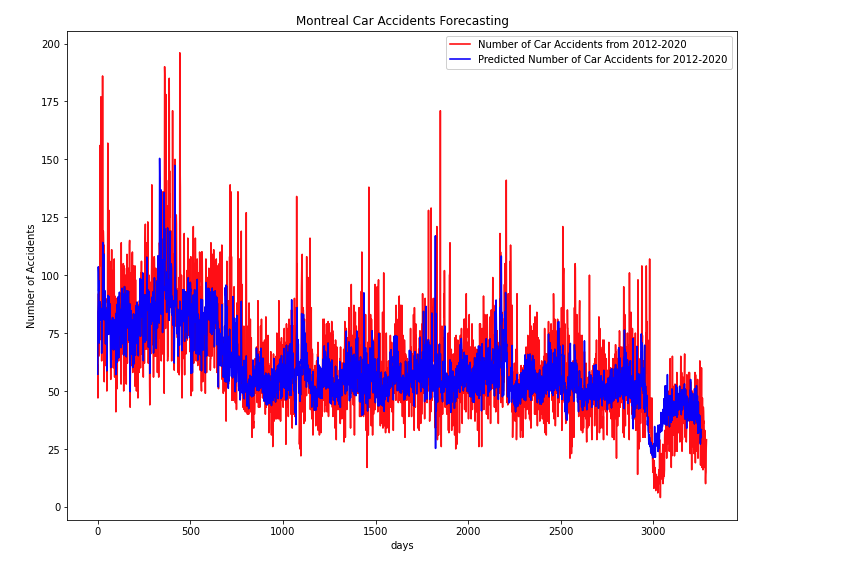 Montreal Car Accidents Forecasting
Number of Car Accidents from 2012-2020
Predicted Number of Car Accidents for 2012-2020
200
175
150
125
100
75
50
25
0
Number of Accidents
0 500 1000 1500 2000 2500 3000
days